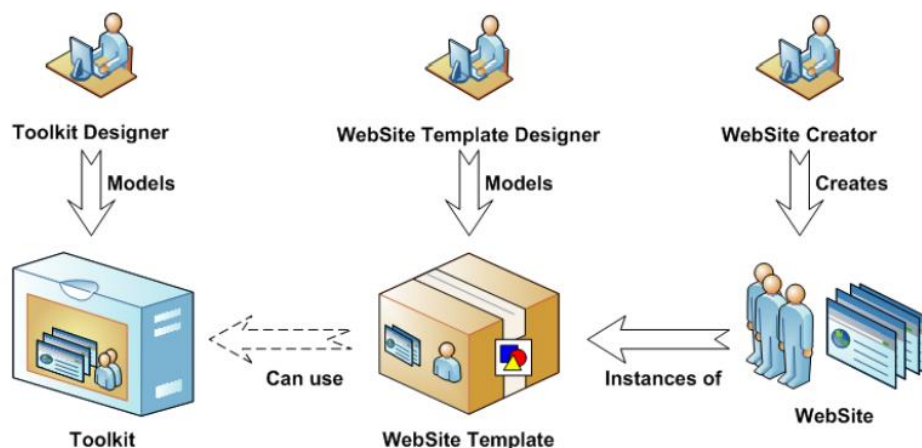 Toolkit Designer
WebSite Template Designer
WebSite Creator
Models
Models
Creates
Can use
Instances of
Toolkit
WebSite Template
WebSite